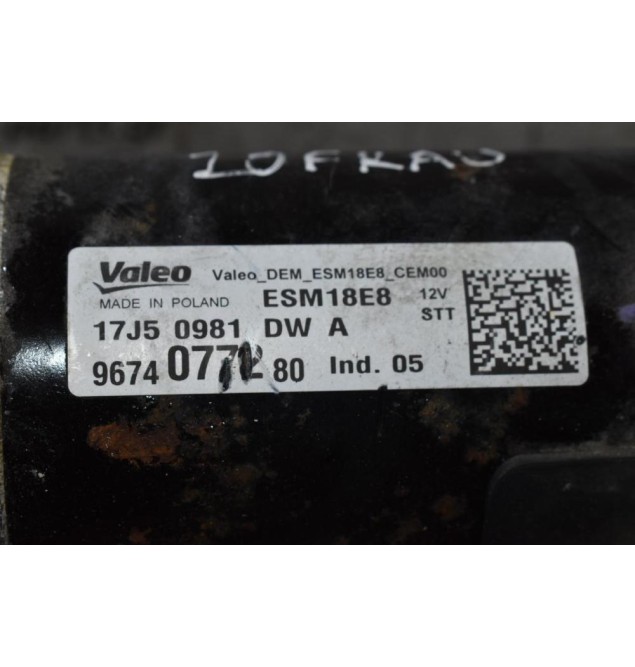 10FKAU
Valeo Valeo_DEM_ESM18E8_CEM00
MADE IN POLAND ESM18E8 12V
STT
17J5 0981 DW A
9674 80 Ind. 05